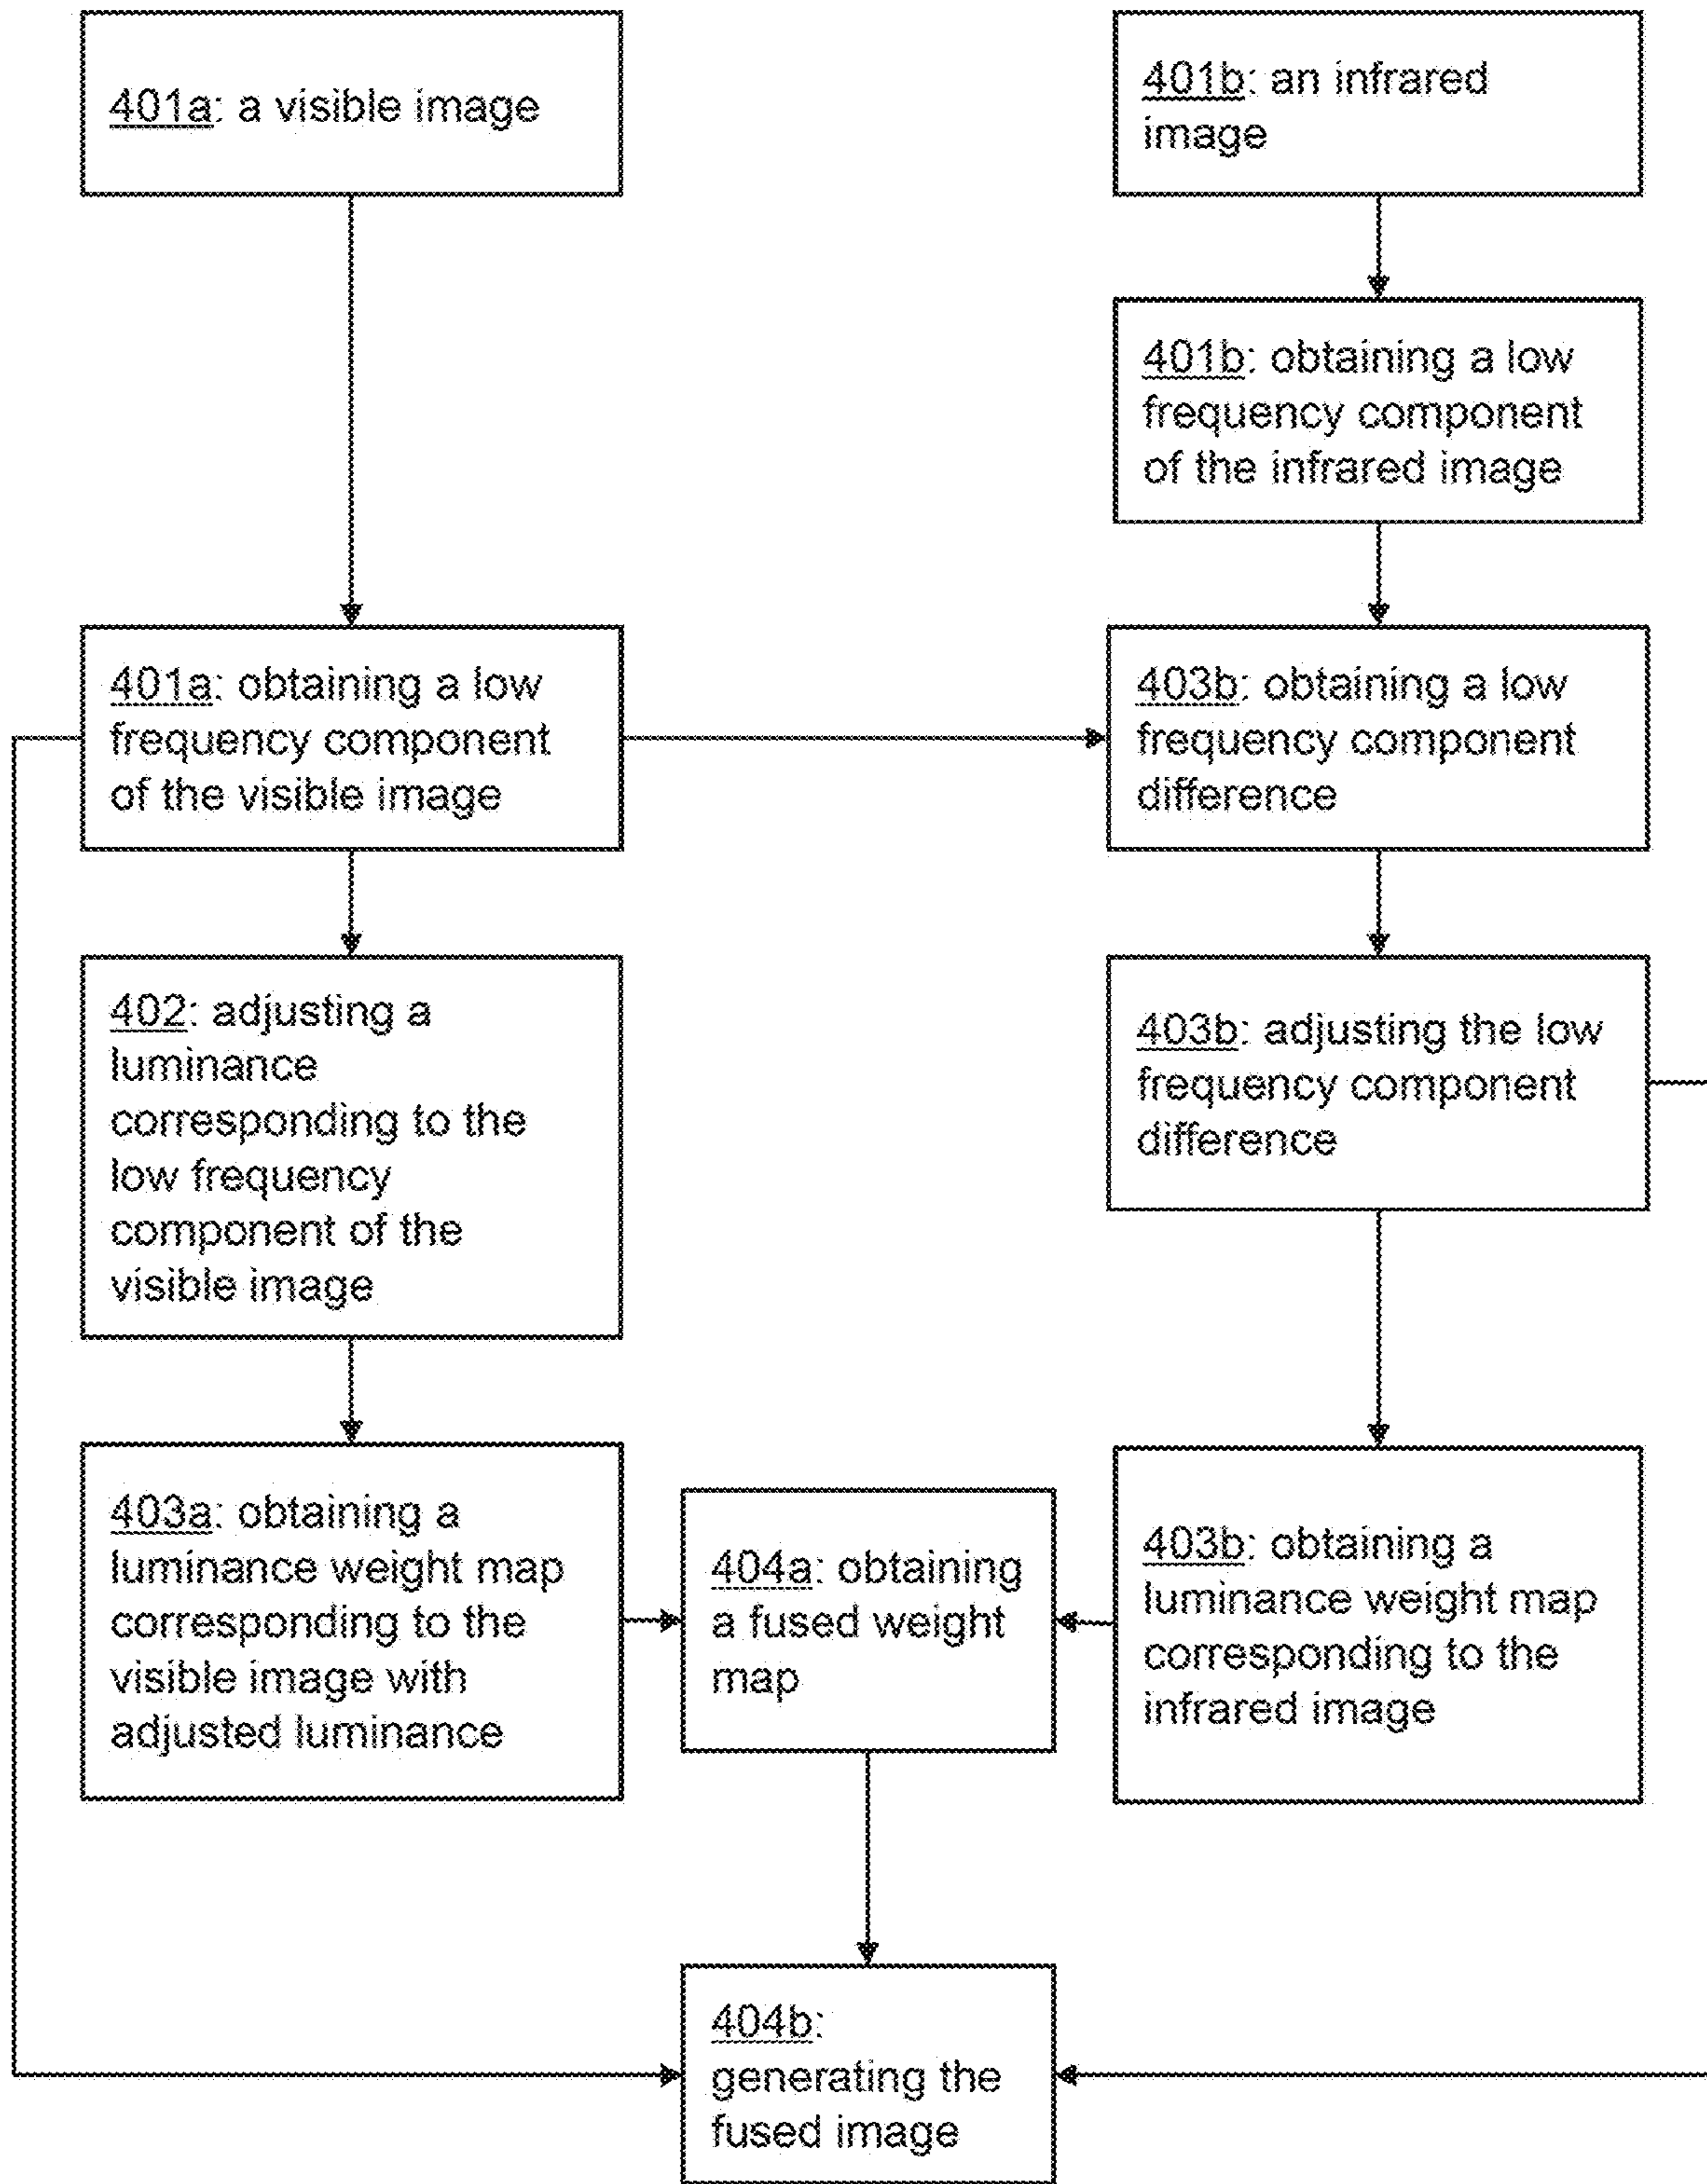 401a: a visible image
401b: an infrared
image
401b: obtaining a low
frequency component
of the infrared image
401a: obtaining a low
frequency component
of the visible image
403b: obtaining a low
frequency component
difference
402: adjusting a
luminance
corresponding to the
low frequency
component of the
visible image
403b: adjusting the low
frequency component
difference
403a: obtaining a
luminance weight map
corresponding to the
visible image with
adjusted luminance
404a: obtaining
a fused weight
map
403b: obtaining a
luminance weight map
corresponding to the
infrared image
404b:
generating the
fused image